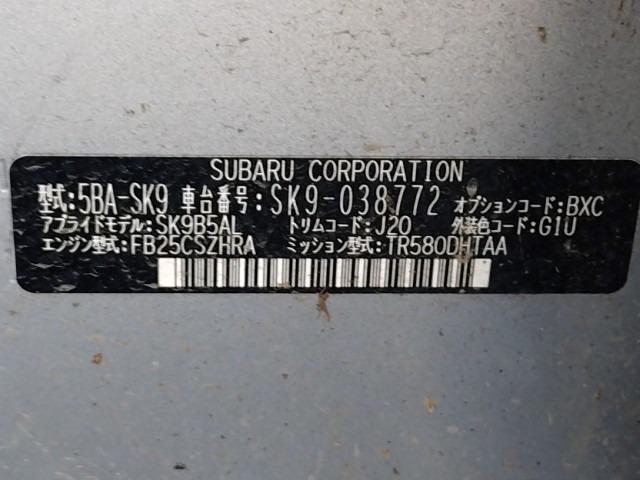 SUBARU CORPORATION
型式:5BA-SK9 車台番号:SK9-038772 オプションコード:BXC
アプライドモデル:SK9B5AL トリムコード:J20 外装色コード:G1U
エンジン型式:FB25CSZHRA ミッション型式:TR580DHTAA